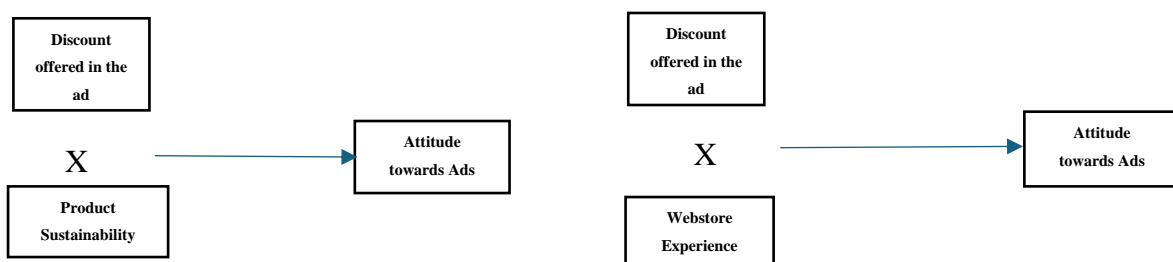 Discount
offered in the
ad
X
Product
Sustainability
Attitude
towards Ads
Discount
offered in the
ad
X
Webstore
Experience
Attitude
towards Ads